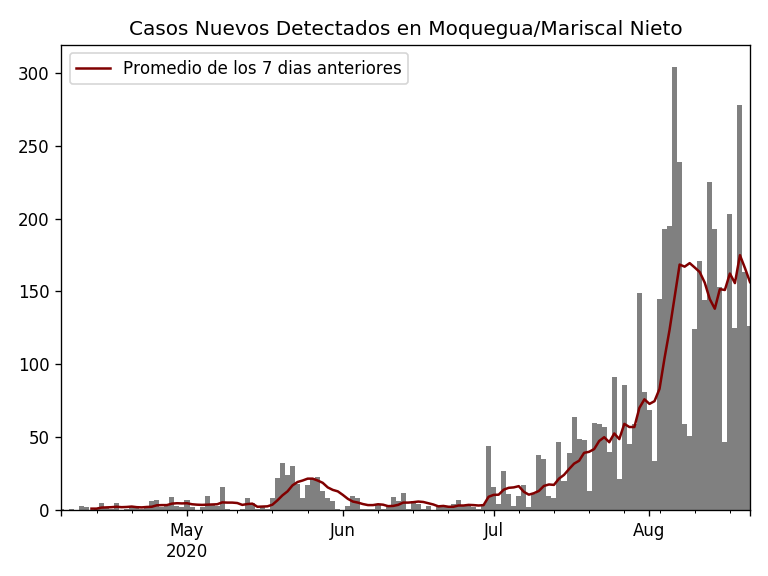 Casos Nuevos Detectados en Moquegua/Mariscal Nieto
Promedio de los 7 dias anteriores
300
250
200
150
100
50
0
May Jun Jul Aug
2020